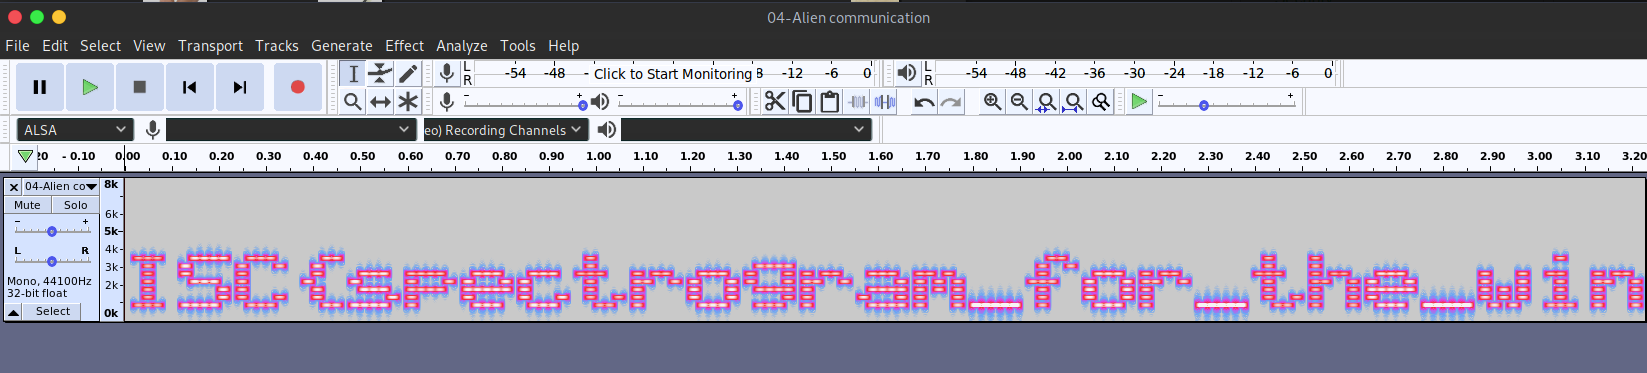 04-Alien communication
File Edit Select View Transport Tracks Generate Effect Analyze Tools Help
L R -54 -48 - Click to Start Monitoring 8 -12 -6 0 L R -54 -48 -42 -36 -30 -24 -18 -12 -6 0
- + - + - +
ALSA eo) Recording Channels
20 -0.10 0.00 0.10 0.20 0.30 0.40 0.50 0.60 0.70 0.80 0.90 1.00 1.10 1.20 1.30 1.40 1.50 1.60 1.70 1.80 1.90 2.00 2.10 2.20 2.30 2.40 2.50 2.60 2.70 2.80 2.90 3.00 3.10 3.20
04-Alien co
Mute Solo
- +
L R
Mono, 44100Hz
32-bit float
Select
8k
6k
5k
4k
3k
2k
0k
ISC{spectrogram_for_the_win